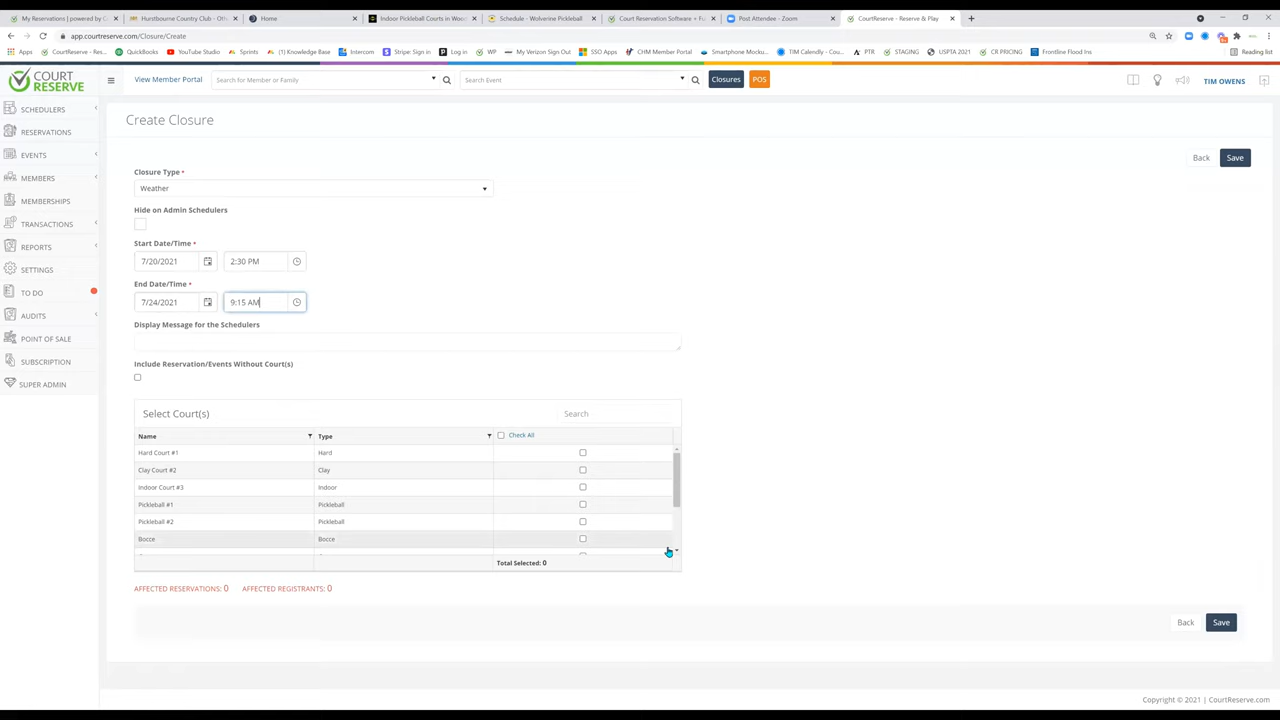 My Reservations | powered by C
Hurstbourne Country Club - Oth
Home
Indoor Pickleball Courts in Woo
Schedule - Wolverine Pickleball
Court Reservation Software + Fu
Post Attendee - Zoom
CourtReserve - Reserve & Play
app.courtreserve.com/Closure/Create
Apps
CourtReserve - Res...
QuickBooks
YouTube Studio
Sprints
(1) Knowledge Base
Intercom
Stripe Sign in
Log in
WP
My Verizon Sign Out
SSO Apps
CHM Member Portal
Smartphone Mocku...
TIM Calendly - Cou...
PTR
STAGING
USPTA 2021
CR PRICING
Frontline Flood Ins
Reading list
COURT
RESERVE
View Member Portal
Search for Member or Family
Search Event
Closures
POS
TIM OWENS
SCHEDULERS
RESERVATIONS
EVENTS
MEMBERS
MEMBERSHIPS
TRANSACTIONS
REPORTS
SETTINGS
TO DO
AUDITS
POINT OF SALE
SUBSCRIPTION
SUPER ADMIN
Create Closure
Back
Save
Closure Type *
Weather
Hide on Admin Schedulers
Start Date/Time *
7/20/2021
2:30 PM
End Date/Time *
7/24/2021
9:15 AM
Display Message for the Schedulers
Include Reservation/Events Without Court(s)
Select Court(s)
Search
Name
Type
Check All
Hard Court #1 Hard
Clay Court #2 Clay
Indoor Court #3 Indoor
Pickleball #1 Pickleball
Pickleball #2 Pickleball
Bocce Bocce
Total Selected: 0
AFFECTED RESERVATIONS: 0 AFFECTED REGISTRANTS: 0
Back
Save
Copyright © 2021 | CourtReserve.com